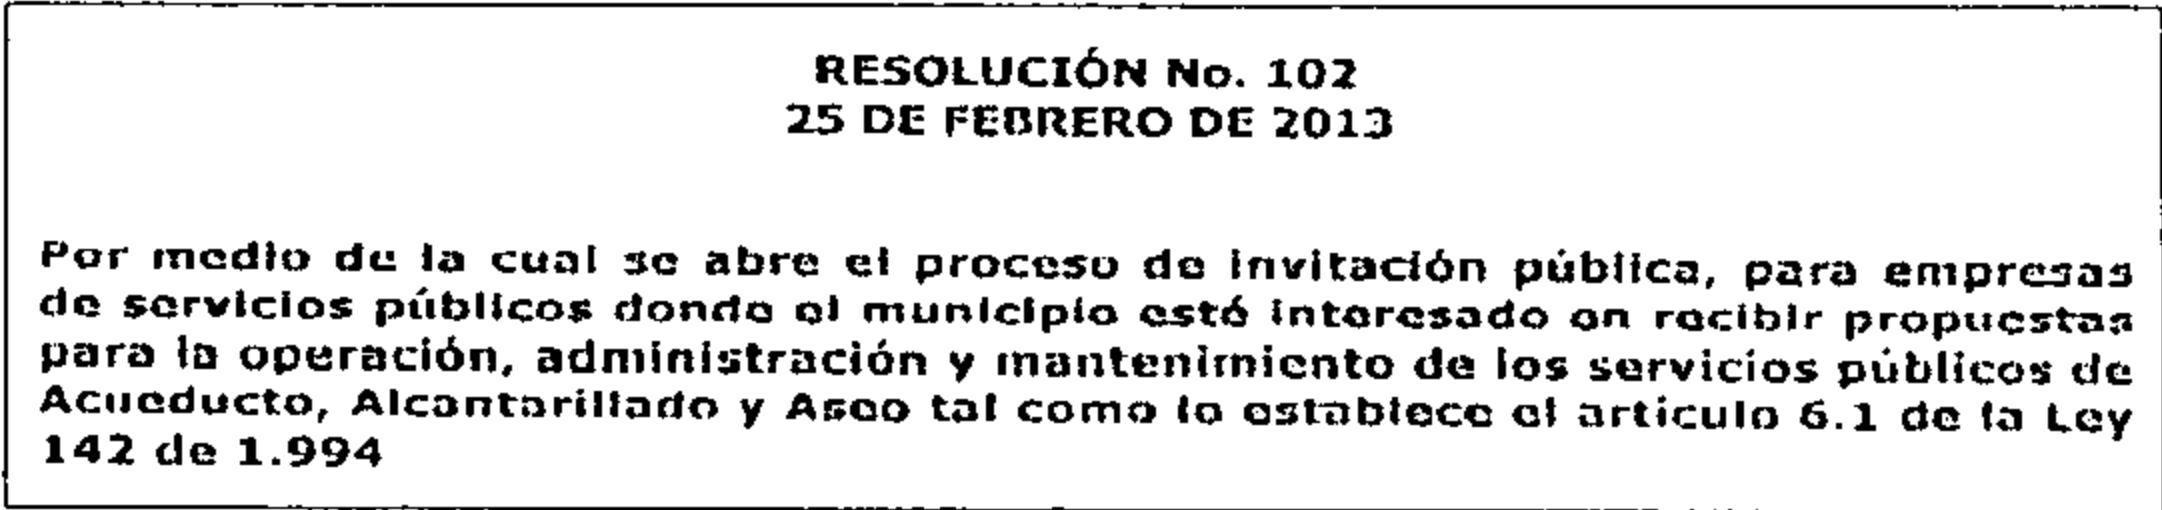 RESOLUCIÓN No. 102
25 DE FEBRERO DE 2013
Por medio de la cual se abre el proceso de invitación pública, para empresas
de servicios públicos donde el municipio esté interesado en recibir propuestas
para la operación, administración y mantenimiento de los servicios públicos de
Acueducto, Alcantarillado y Aseo tal como lo establece el articulo 6.1 de la Ley
142 de 1.994